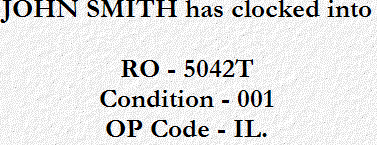 JOHN SMITH has clocked into
RO - 5042T
Condition - 001
OP Code - IL.